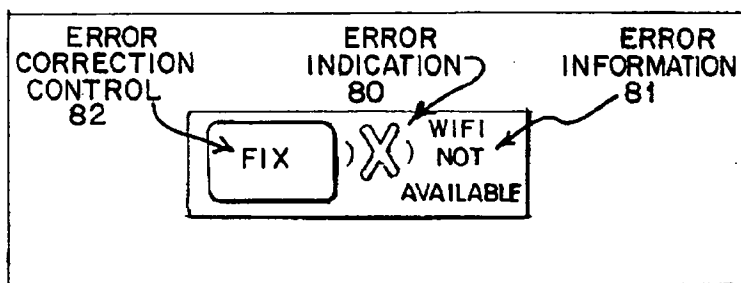 ERROR
CORRECTION
CONTROL
82
ERROR
INDICATION
80
ERROR
INFORMATION
81
FIX
X
WIFI
NOT
AVAILABLE